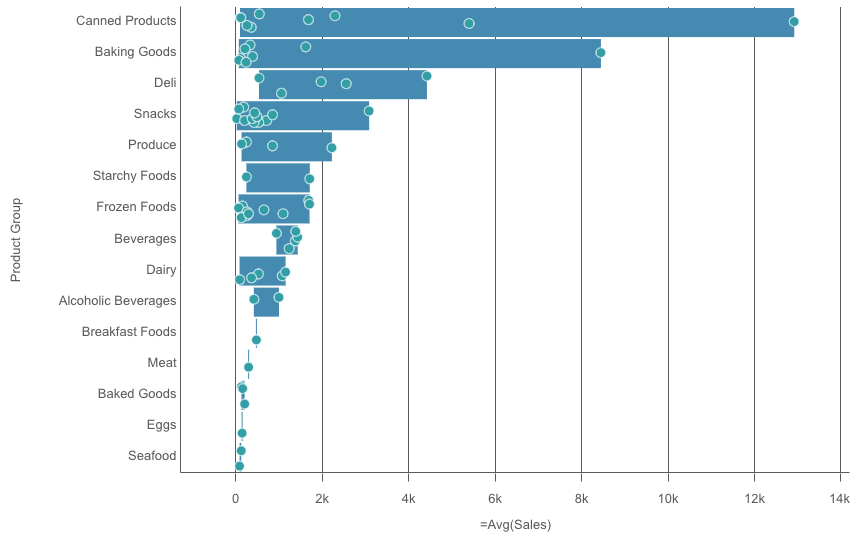 Canned Products
Baking Goods
Deli
Snacks
Produce
Starchy Foods
Frozen Foods
Beverages
Dairy
Alcoholic Beverages
Breakfast Foods
Meat
Baked Goods
Eggs
Seafood
Product Group
0 2k 4k 6k 8k 10k 12k 14k
=Avg(Sales)